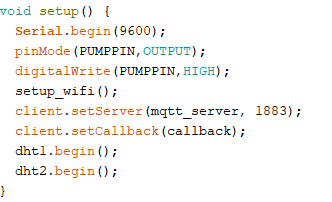 void setup() {
  Serial.begin(9600);
  pinMode(PUMPPIN,OUTPUT);
  digitalWrite(PUMPPIN,HIGH);
  setup_wifi();
  client.setServer(mqtt_server, 1883);
  client.setCallback(callback);
  dht1.begin();
  dht2.begin();
}